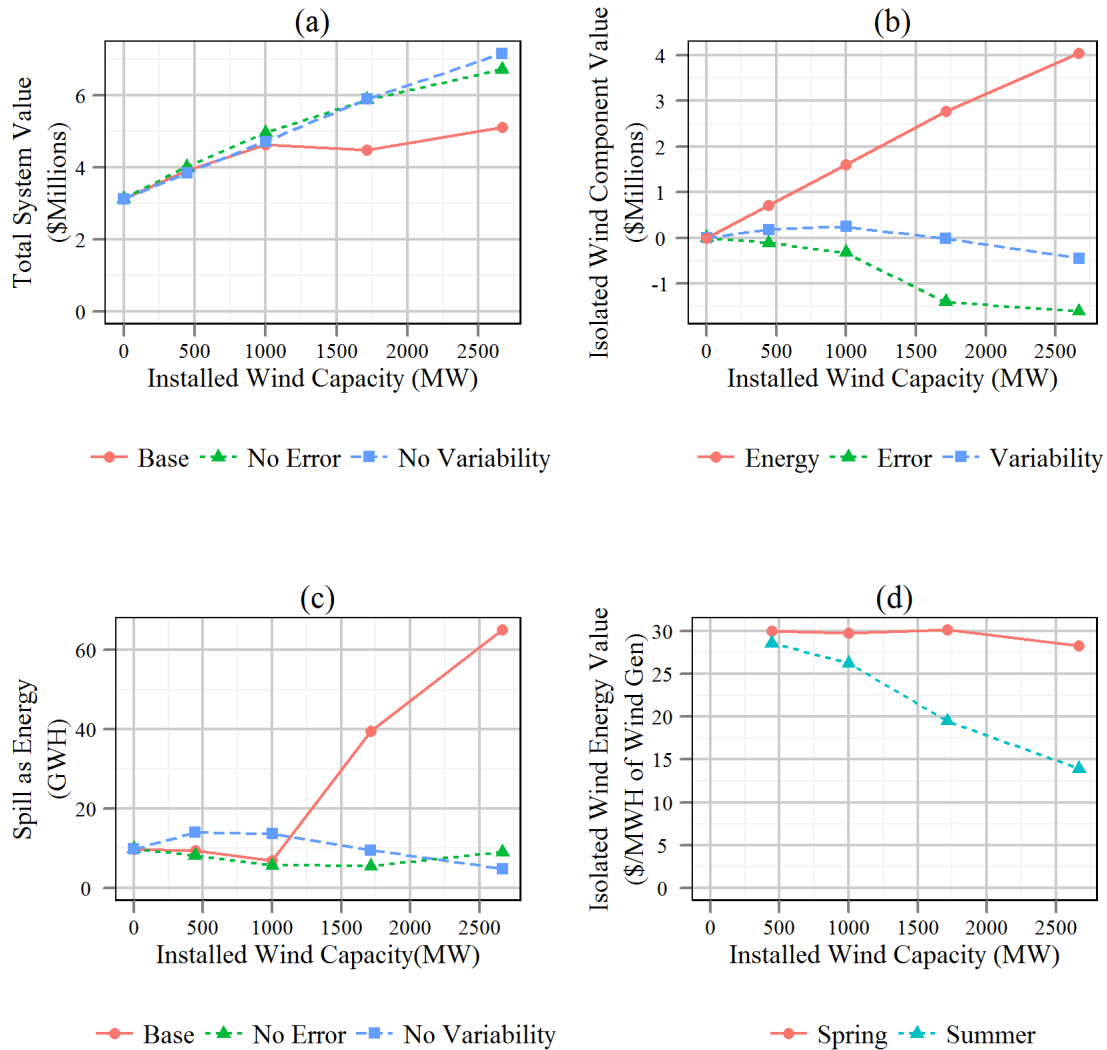 (a)
Total System Value
($Millions)
6
4
2
0
0 500 1000 1500 2000 2500
Installed Wind Capacity (MW)
Base No Error No Variability
(b)
Isolated Wind Component Value
($Millions)
4
3
2
1
0
-1
0 500 1000 1500 2000 2500
Installed Wind Capacity (MW)
Energy Error Variability
(c)
Spill as Energy
(GWH)
60
40
20
0
0 500 1000 1500 2000 2500
Installed Wind Capacity(MW)
Base No Error No Variability
(d)
Isolated Wind Energy Value
($/MWH of Wind Gen)
30
25
20
15
10
5
0
0 500 1000 1500 2000 2500
Installed Wind Capacity (MW)
Spring Summer